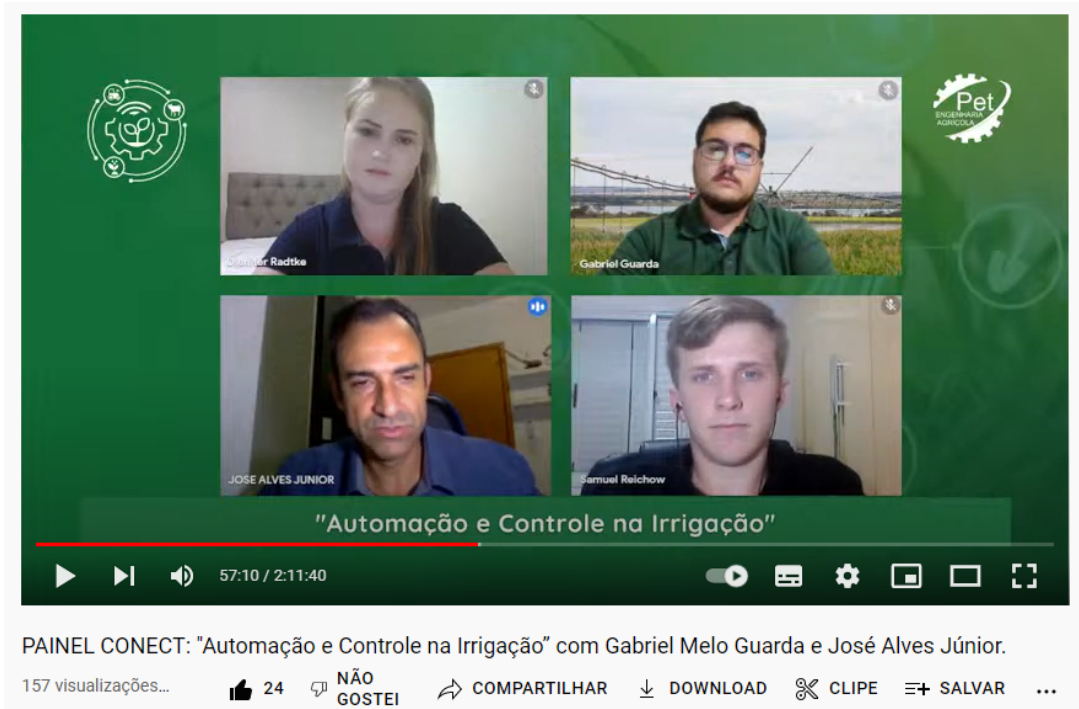 Pet
ENGENHARIA
AGRÍCOLA
Radtke
Gabriel Guarda
JOSE ALVES JUNIOR
Samuel Reichow
"Automação e Controle na Irrigação"
57:10 / 2:11:40
PAINEL CONECT: "Automação e Controle na Irrigação” com Gabriel Melo Guarda e José Alves Júnior.
157 visualizações...
24
NÃO
GOSTEI
COMPARTILHAR
DOWNLOAD
CLIPE
SALVAR